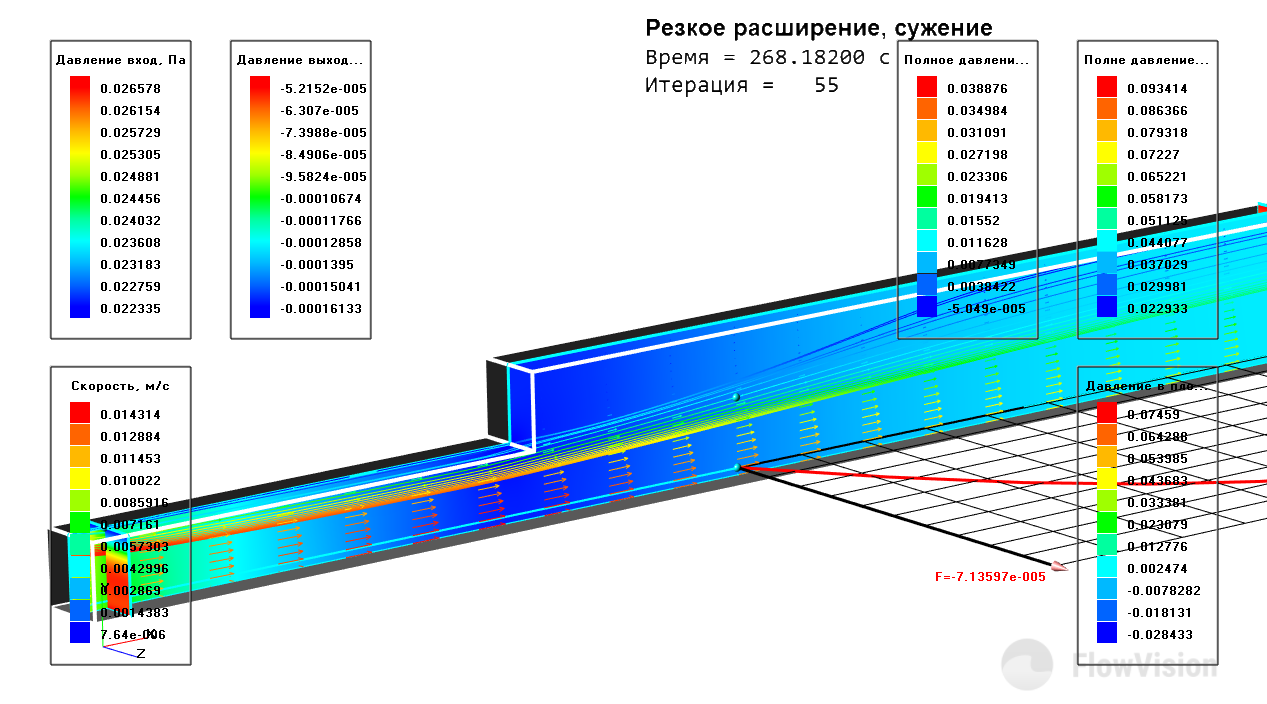 Резкое расширение, сужение
Время = 268.18200 с
Итерация = 55
Давление вход, Па
0.026578
0.026154
0.025729
0.025305
0.024881
0.024456
0.024032
0.023608
0.023183
0.022759
0.022335
Давление выход...
-5.2152e-005
-6.307e-005
-7.3988e-005
-8.4906e-005
-9.5824e-005
-0.00010674
-0.00011766
-0.00012858
-0.0001395
-0.00015041
-0.00016133
Полное давлени...
0.038876
0.034984
0.031091
0.027198
0.023306
0.019413
0.01552
0.011628
0.0077349
0.0038422
-5.049e-005
Полне давление...
0.093414
0.086366
0.079318
0.07227
0.065221
0.058173
0.051125
0.044077
0.037029
0.029981
0.022933
Скорость, м/с
0.014314
0.012884
0.011453
0.010022
0.0085916
0.007161
0.0057303
0.0042996
0.002869
0.0014383
7.64e-006
Y
X
Z
F=-7.13597e-005
Давление в пло...
0.07459
0.064288
0.053985
0.043683
0.033381
0.023079
0.012776
0.002474
-0.0078282
-0.018131
-0.028433
FlowVision